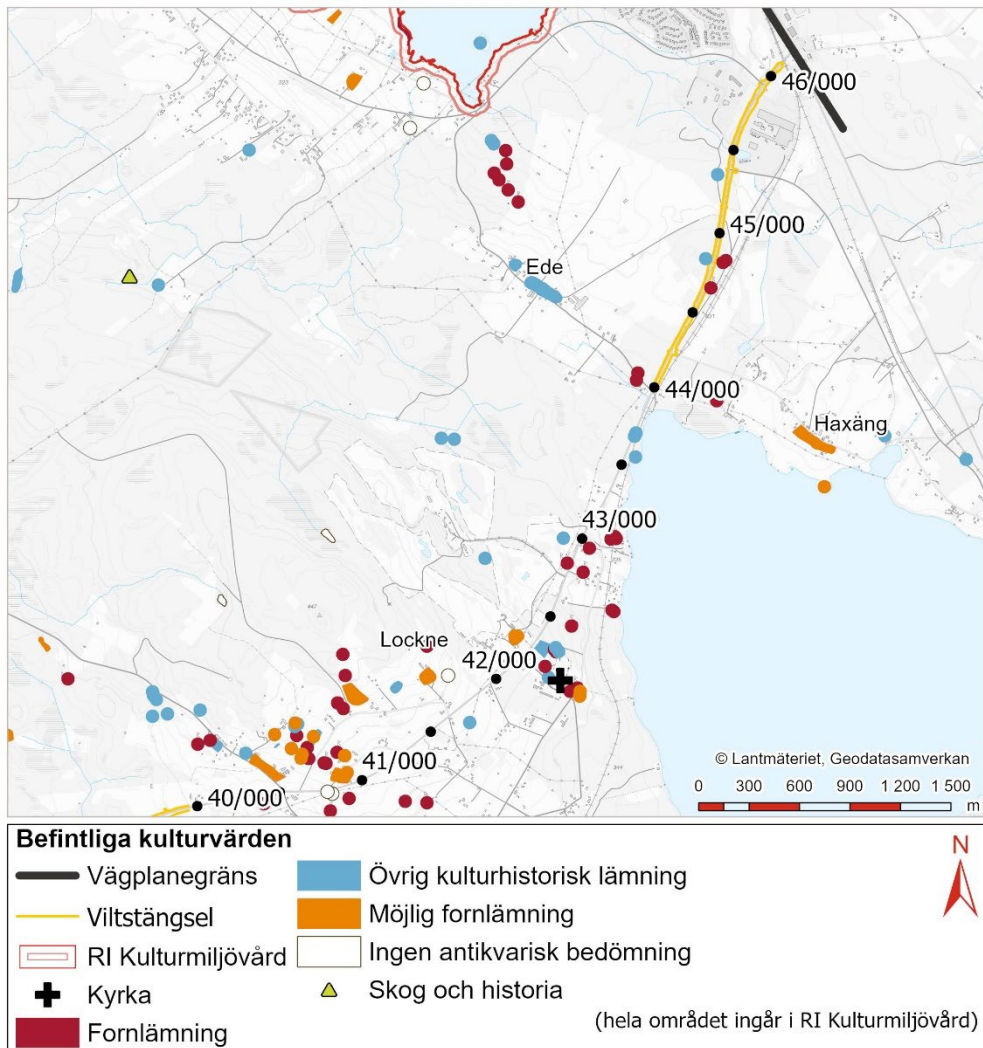 46/000
45/000
Ede
44/000
Haxäng
43/000
Lockne
42/000
41/000
40/000
© Lantmäteriet, Geodatasamverkan
0 300 600 900 1 200 1 500
m
Befintliga kulturvärden
Vägplanegräns
Viltstängsel
RI Kulturmiljövård
Kyrka
Fornlämning
Övrig kulturhistorisk lämning
Möjlig fornlämning
Ingen antikvarisk bedömning
Skog och historia
N
(hela området ingår i RI Kulturmiljövård)